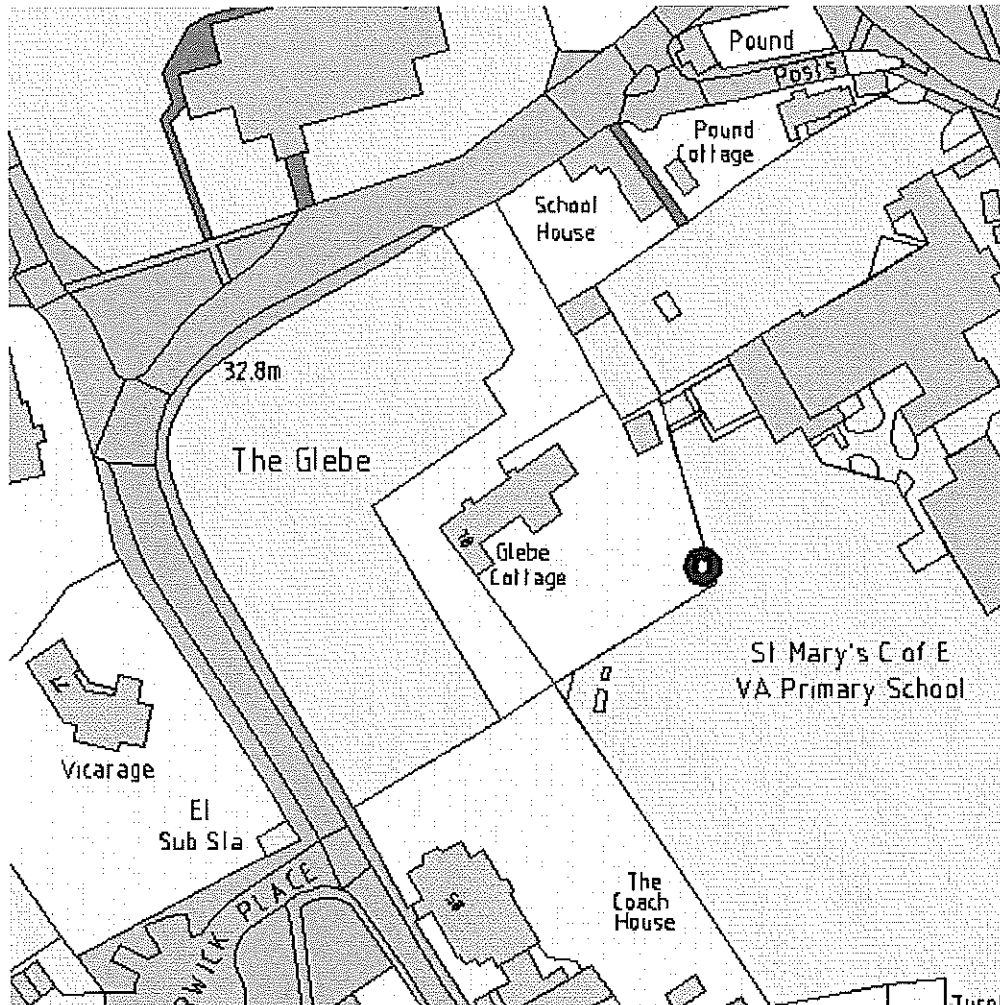 Pound
Posts
Pound
Cottage
School
House
32.8m
The Glebe
Glebe
Cottage
St Mary's C of E
VA Primary School
Vicarage
El
Sub Sta
PLACE
The
Coach
House